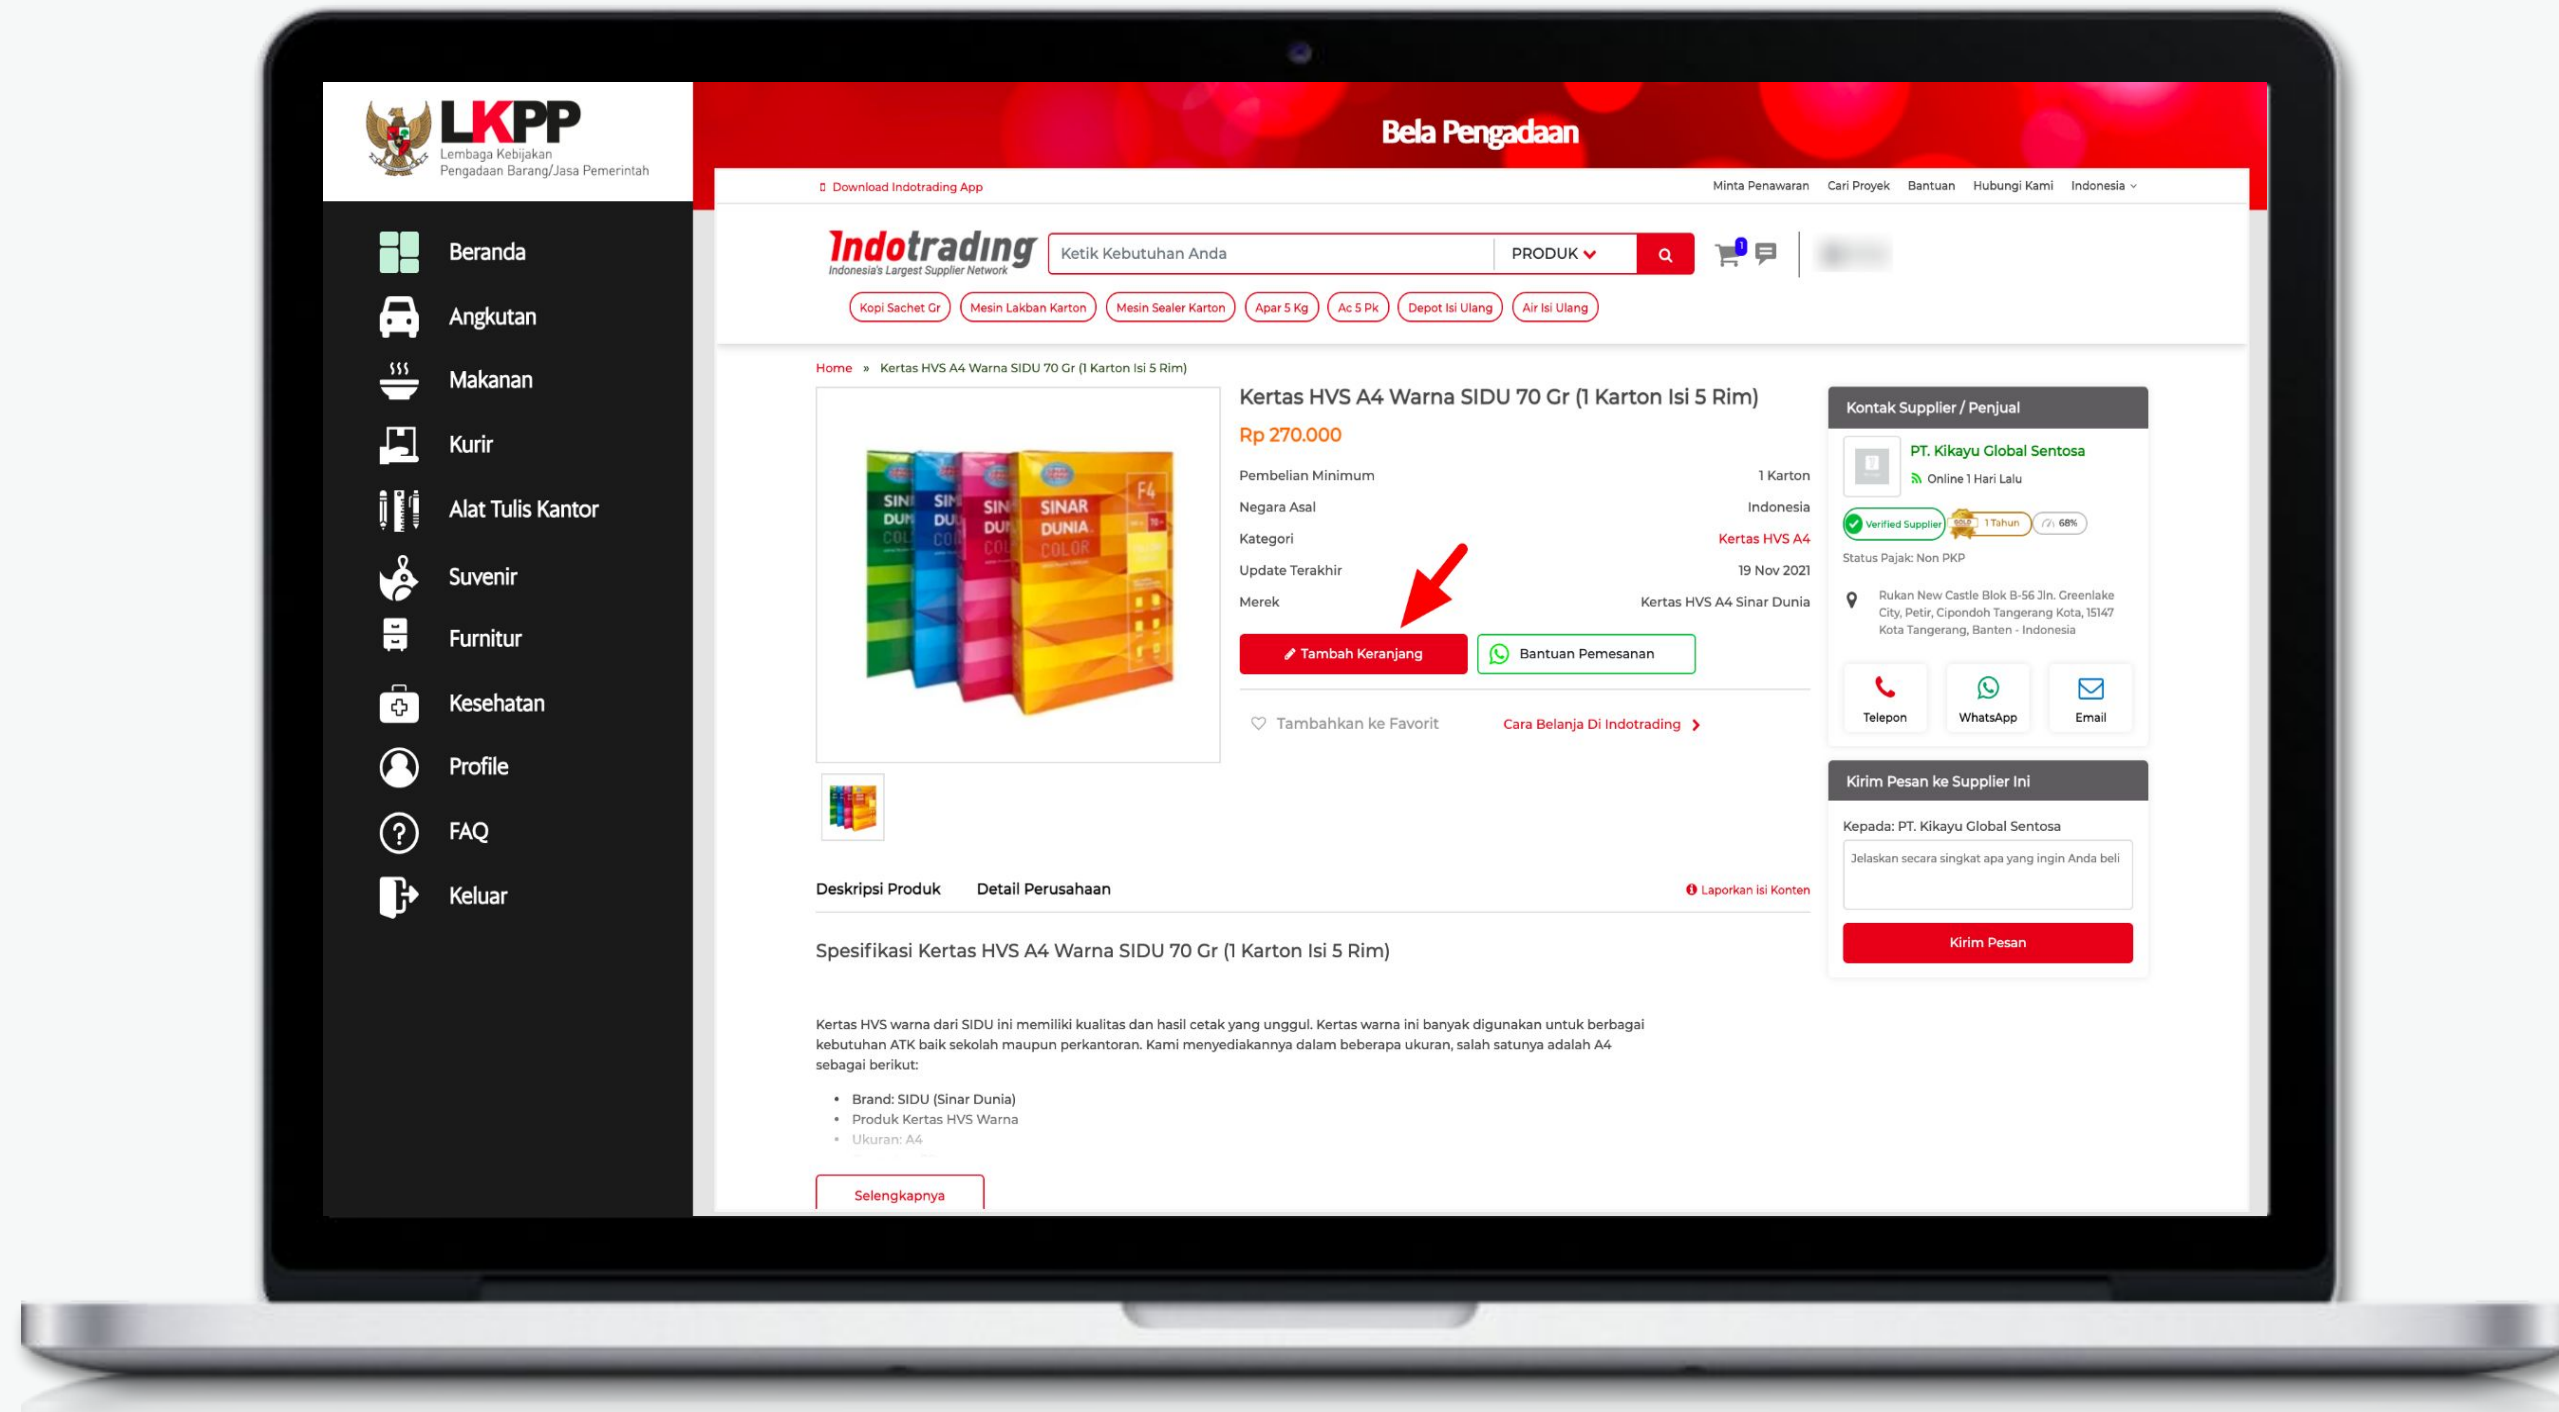 LKPP
Lembaga Kebijakan
Pengadaan Barang/Jasa Pemerintah
Beranda
Angkutan
Makanan
Kurir
Alat Tulis Kantor
Suvenir
Furnitur
Kesehatan
Profile
FAQ
Keluar
Bela Pengadaan
Download Indotrading App
Minta Penawaran Cari Proyek Bantuan Hubungi Kami Indonesia
Indotrading
Indonesia's Largest Supplier Network
Ketik Kebutuhan Anda
PRODUK
1
Kopi Sachet Gr Mesin Lakban Karton Mesin Sealer Karton Apar 5 Kg Ac 5 Pk Depot Isi Ulang Air Isi Ulang
Home » Kertas HVS A4 Warna SIDU 70 Gr (1 Karton Isi 5 Rim)
SINAR
DUNIA
COLOR
F4
Kertas HVS A4 Warna SIDU 70 Gr (1 Karton Isi 5 Rim)
Rp 270.000
Pembelian Minimum 1 Karton
Negara Asal Indonesia
Kategori Kertas HVS A4
Update Terakhir 19 Nov 2021
Merek Kertas HVS A4 Sinar Dunia
Tambah Keranjang
Bantuan Pemesanan
Tambahkan ke Favorit
Cara Belanja Di Indotrading
Kontak Supplier / Penjual
PT. Kikayu Global Sentosa
Online 1 Hari Lalu
Verified Supplier GOLD 1 Tahun 68%
Status Pajak: Non PKP
Rukan New Castle Blok B-56 Jln. Greenlake
City, Petir, Cipondoh Tangerang Kota, 15147
Kota Tangerang, Banten - Indonesia
Telepon WhatsApp Email
Kirim Pesan ke Supplier Ini
Kepada: PT. Kikayu Global Sentosa
Jelaskan secara singkat apa yang ingin Anda beli
Kirim Pesan
Deskripsi Produk Detail Perusahaan
Laporkan isi Konten
Spesifikasi Kertas HVS A4 Warna SIDU 70 Gr (1 Karton Isi 5 Rim)
Kertas HVS warna dari SIDU ini memiliki kualitas dan hasil cetak yang unggul. Kertas warna ini banyak digunakan untuk berbagai
kebutuhan ATK baik sekolah maupun perkantoran. Kami menyediakannya dalam beberapa ukuran, salah satunya adalah A4
sebagai berikut:
• Brand: SIDU (Sinar Dunia)
• Produk Kertas HVS Warna
• Ukuran: A4
Selengkapnya